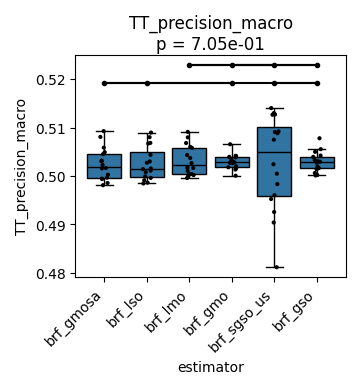 TT_precision_macro
p = 7.05e-01
TT_precision_macro
0.52
0.51
0.50
0.49
0.48
brf_gmosa
brf_lso
brf_lmo
brf_gmo
brf_sgso_us
brf_gso
estimator